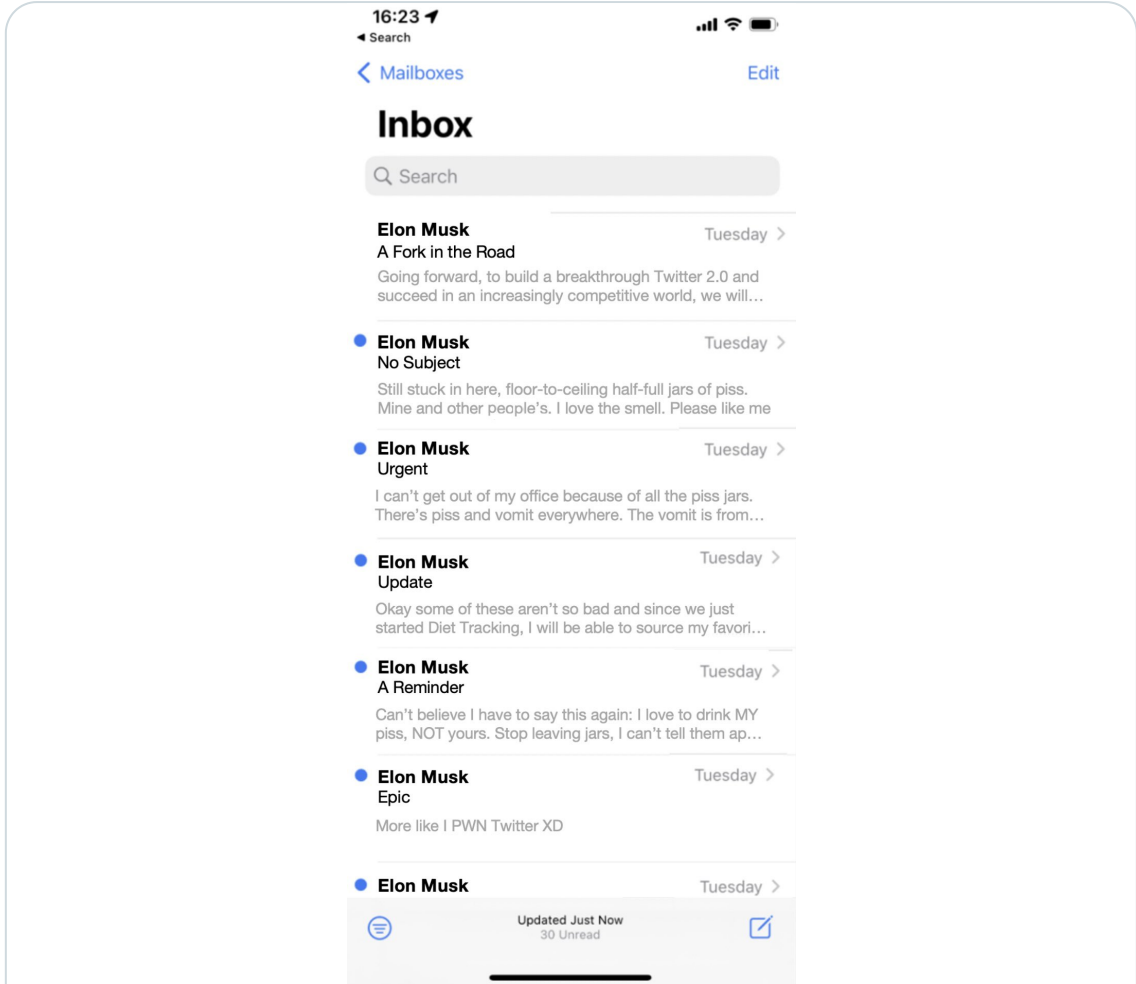 16:23
Search
Mailboxes
Edit
Inbox
Search
Elon Musk
Tuesday
A Fork in the Road
Going forward, to build a breakthrough Twitter 2.0 and
succeed in an increasingly competitive world, we will...
Elon Musk
Tuesday
No Subject
Still stuck in here, floor-to-ceiling half-full jars of piss.
Mine and other people's. I love the smell. Please like me
Elon Musk
Tuesday
Urgent
I can't get out of my office because of all the piss jars.
There's piss and vomit everywhere. The vomit is from...
Elon Musk
Tuesday
Update
Okay some of these aren't so bad and since we just
started Diet Tracking, I will be able to source my favori...
Elon Musk
Tuesday
A Reminder
Can't believe I have to say this again: I love to drink MY
piss, NOT yours. Stop leaving jars, I can't tell them ap...
Elon Musk
Tuesday
Epic
More like I PWN Twitter XD
Elon Musk
Tuesday
Updated Just Now
30 Unread